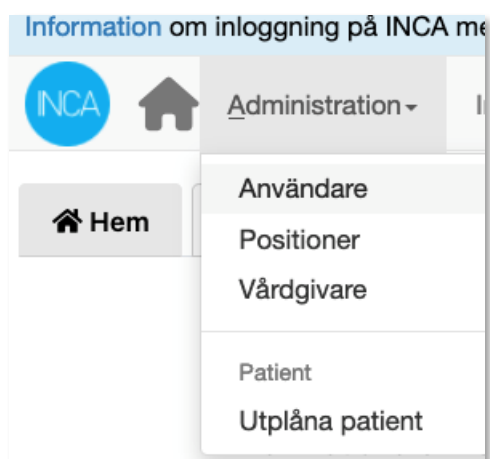 Information om inloggning på INCA me
INCA
Administration
Hem
Användare
Positioner
Vårdgivare
Patient
Utplåna patient